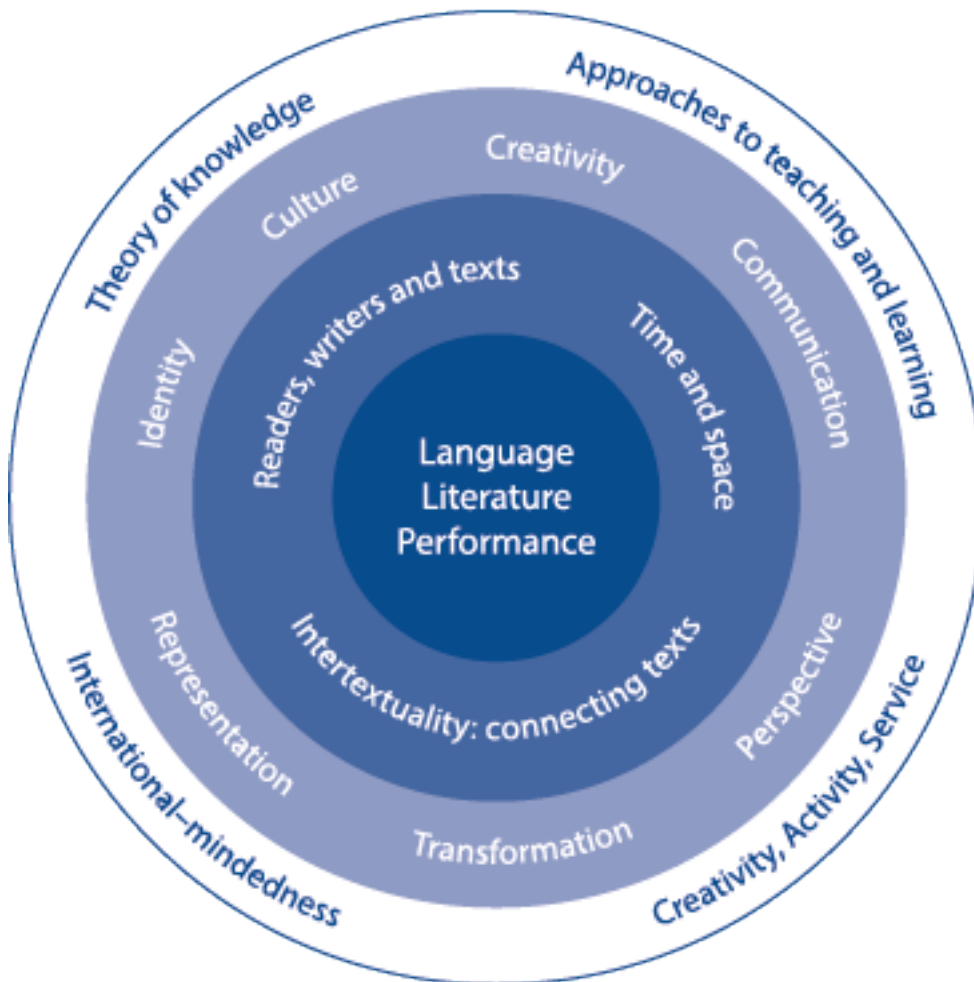 Theory of knowledge
Approaches to teaching and learning
International–mindedness
Creativity, Activity, Service
Identity
Culture
Creativity
Communication
Perspective
Transformation
Representation
Readers, writers and texts
Time and space
Intertextuality: connecting texts
Language
Literature
Performance